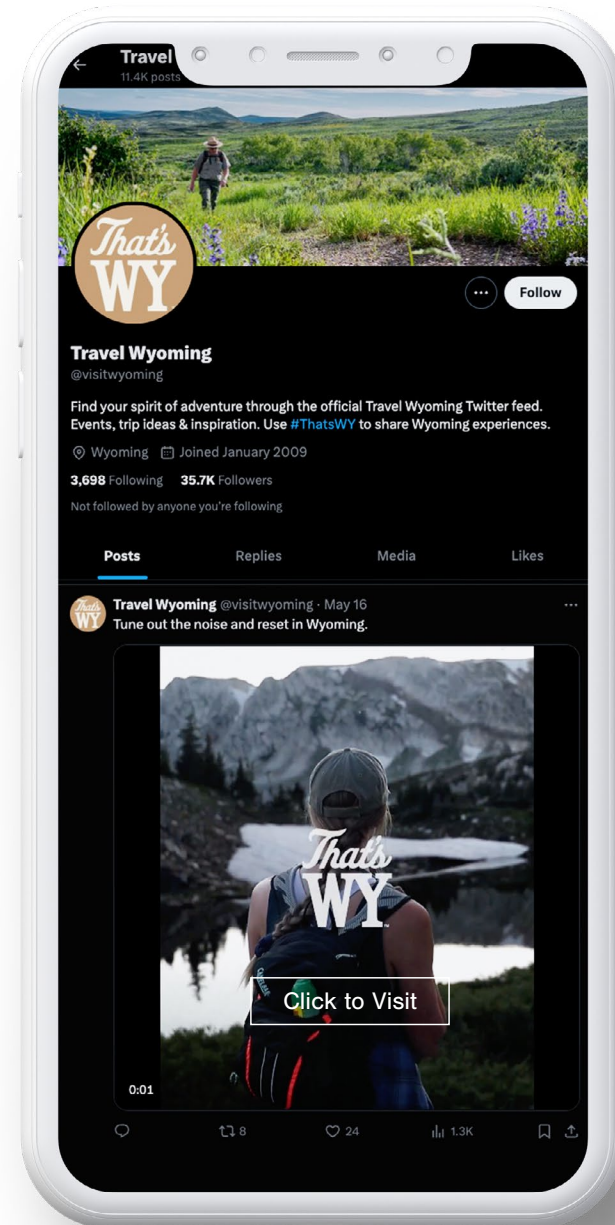 Travel
11.4K posts
That's
WY
Follow
Travel Wyoming
@visitwyoming
Find your spirit of adventure through the official Travel Wyoming Twitter feed.
Events, trip ideas & inspiration. Use #ThatsWY to share Wyoming experiences.
Wyoming Joined January 2009
3,698 Following 35.7K Followers
Not followed by anyone you're following
Posts Replies Media Likes
That's
WY
Travel Wyoming @visitwyoming · May 16
Tune out the noise and reset in Wyoming.
That's
WY
CAMELBAK
Click to Visit
0:01
8 24 1.3K